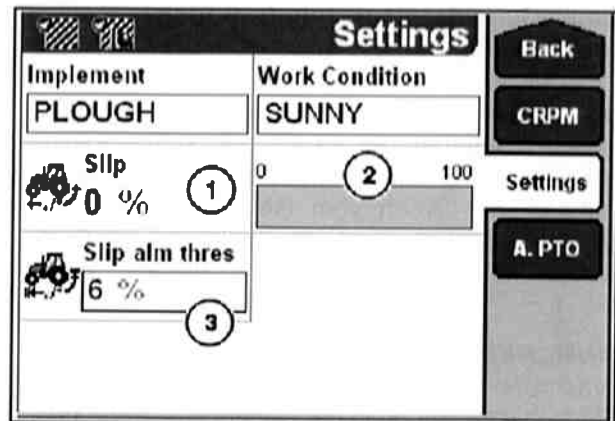 Settings
Back
Implement
Work Condition
PLOUGH
SUNNY
CRPM
Slip
0 %
1
0
2
100
Settings
Slip alm thres
6 %
3
A. PTO